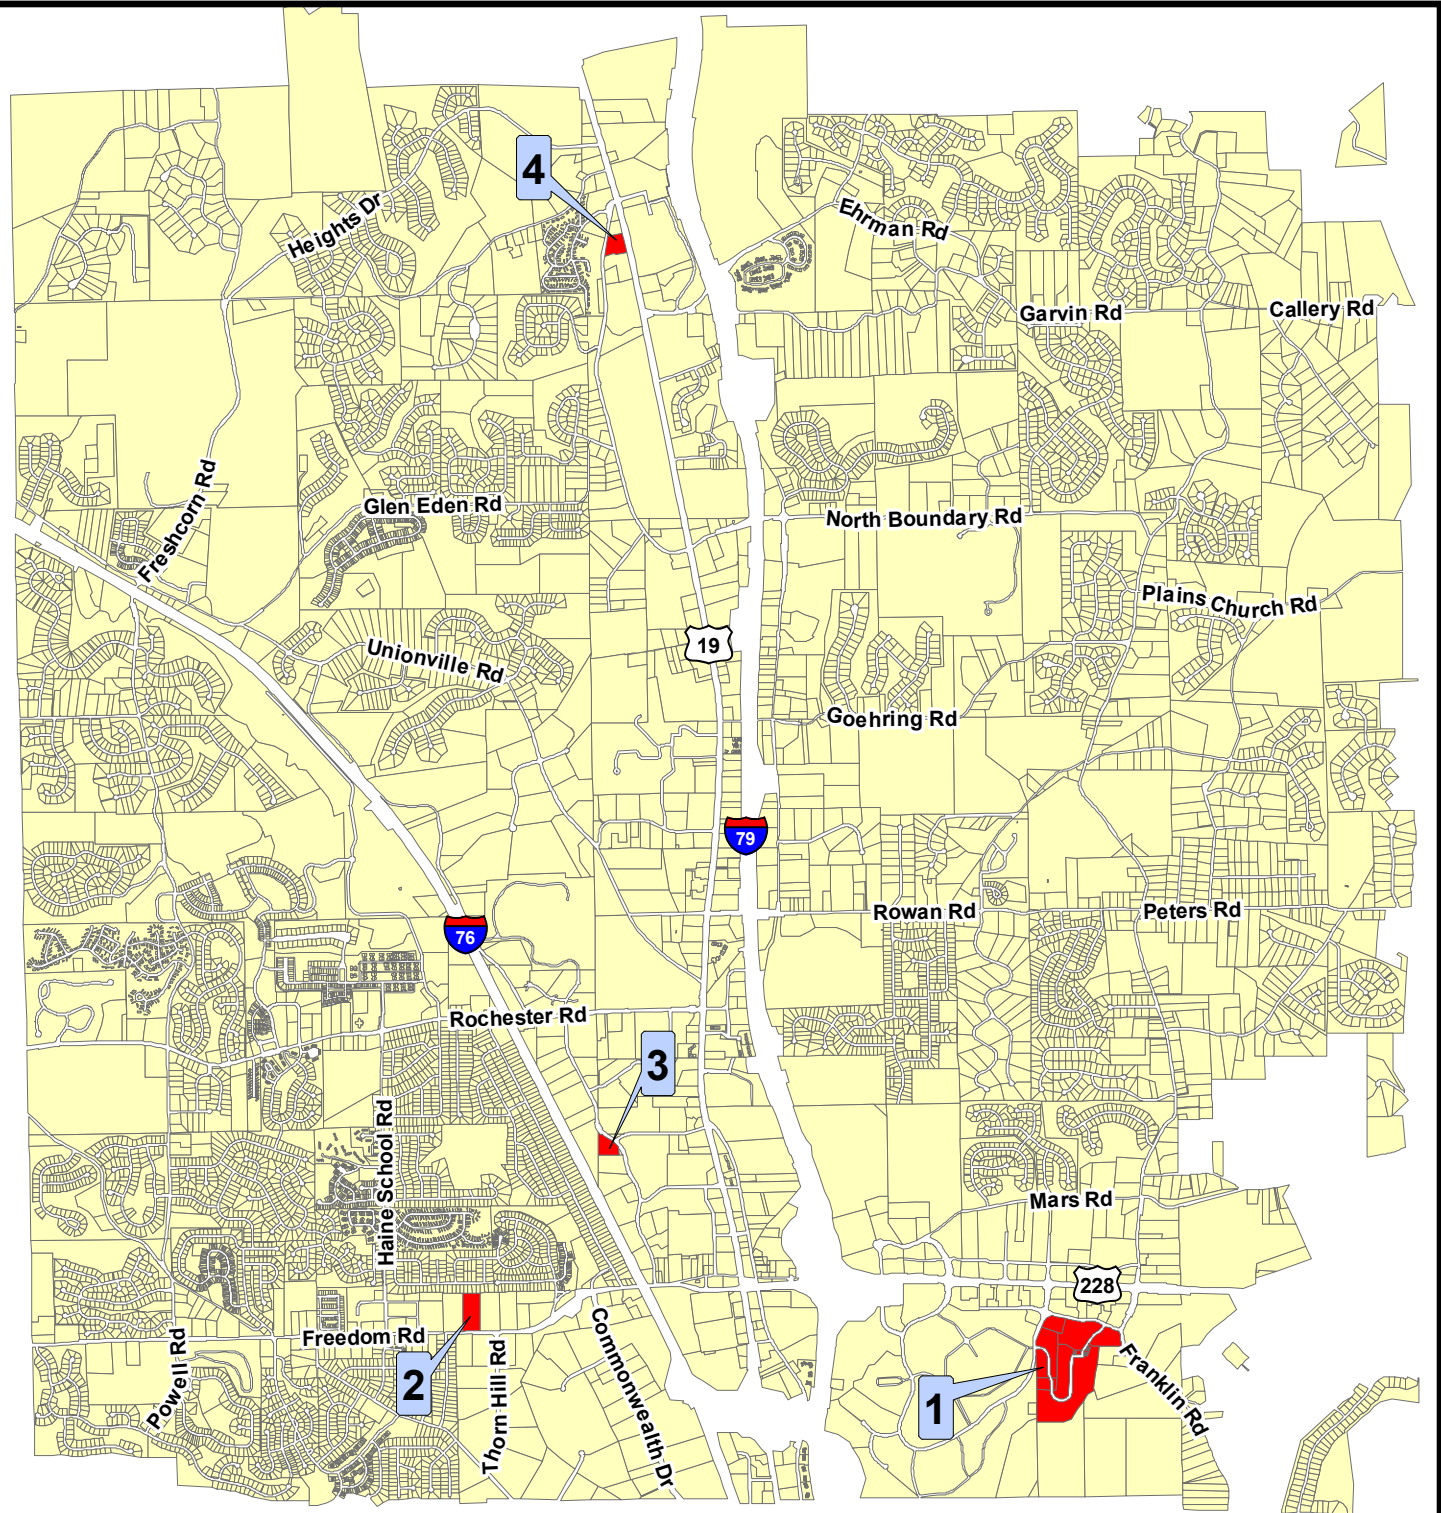 4
Heights Dr
Ehrman Rd
Garvin Rd
Callery Rd
Freshcorn Rd
Glen Eden Rd
North Boundary Rd
Plains Church Rd
Unionville Rd
19
Goehring Rd
79
76
Rowan Rd
Peters Rd
Rochester Rd
3
Haine School Rd
Mars Rd
228
Freedom Rd
2
Powell Rd
Thorn Hill Rd
Commonwealth Dr
1
Franklin Rd